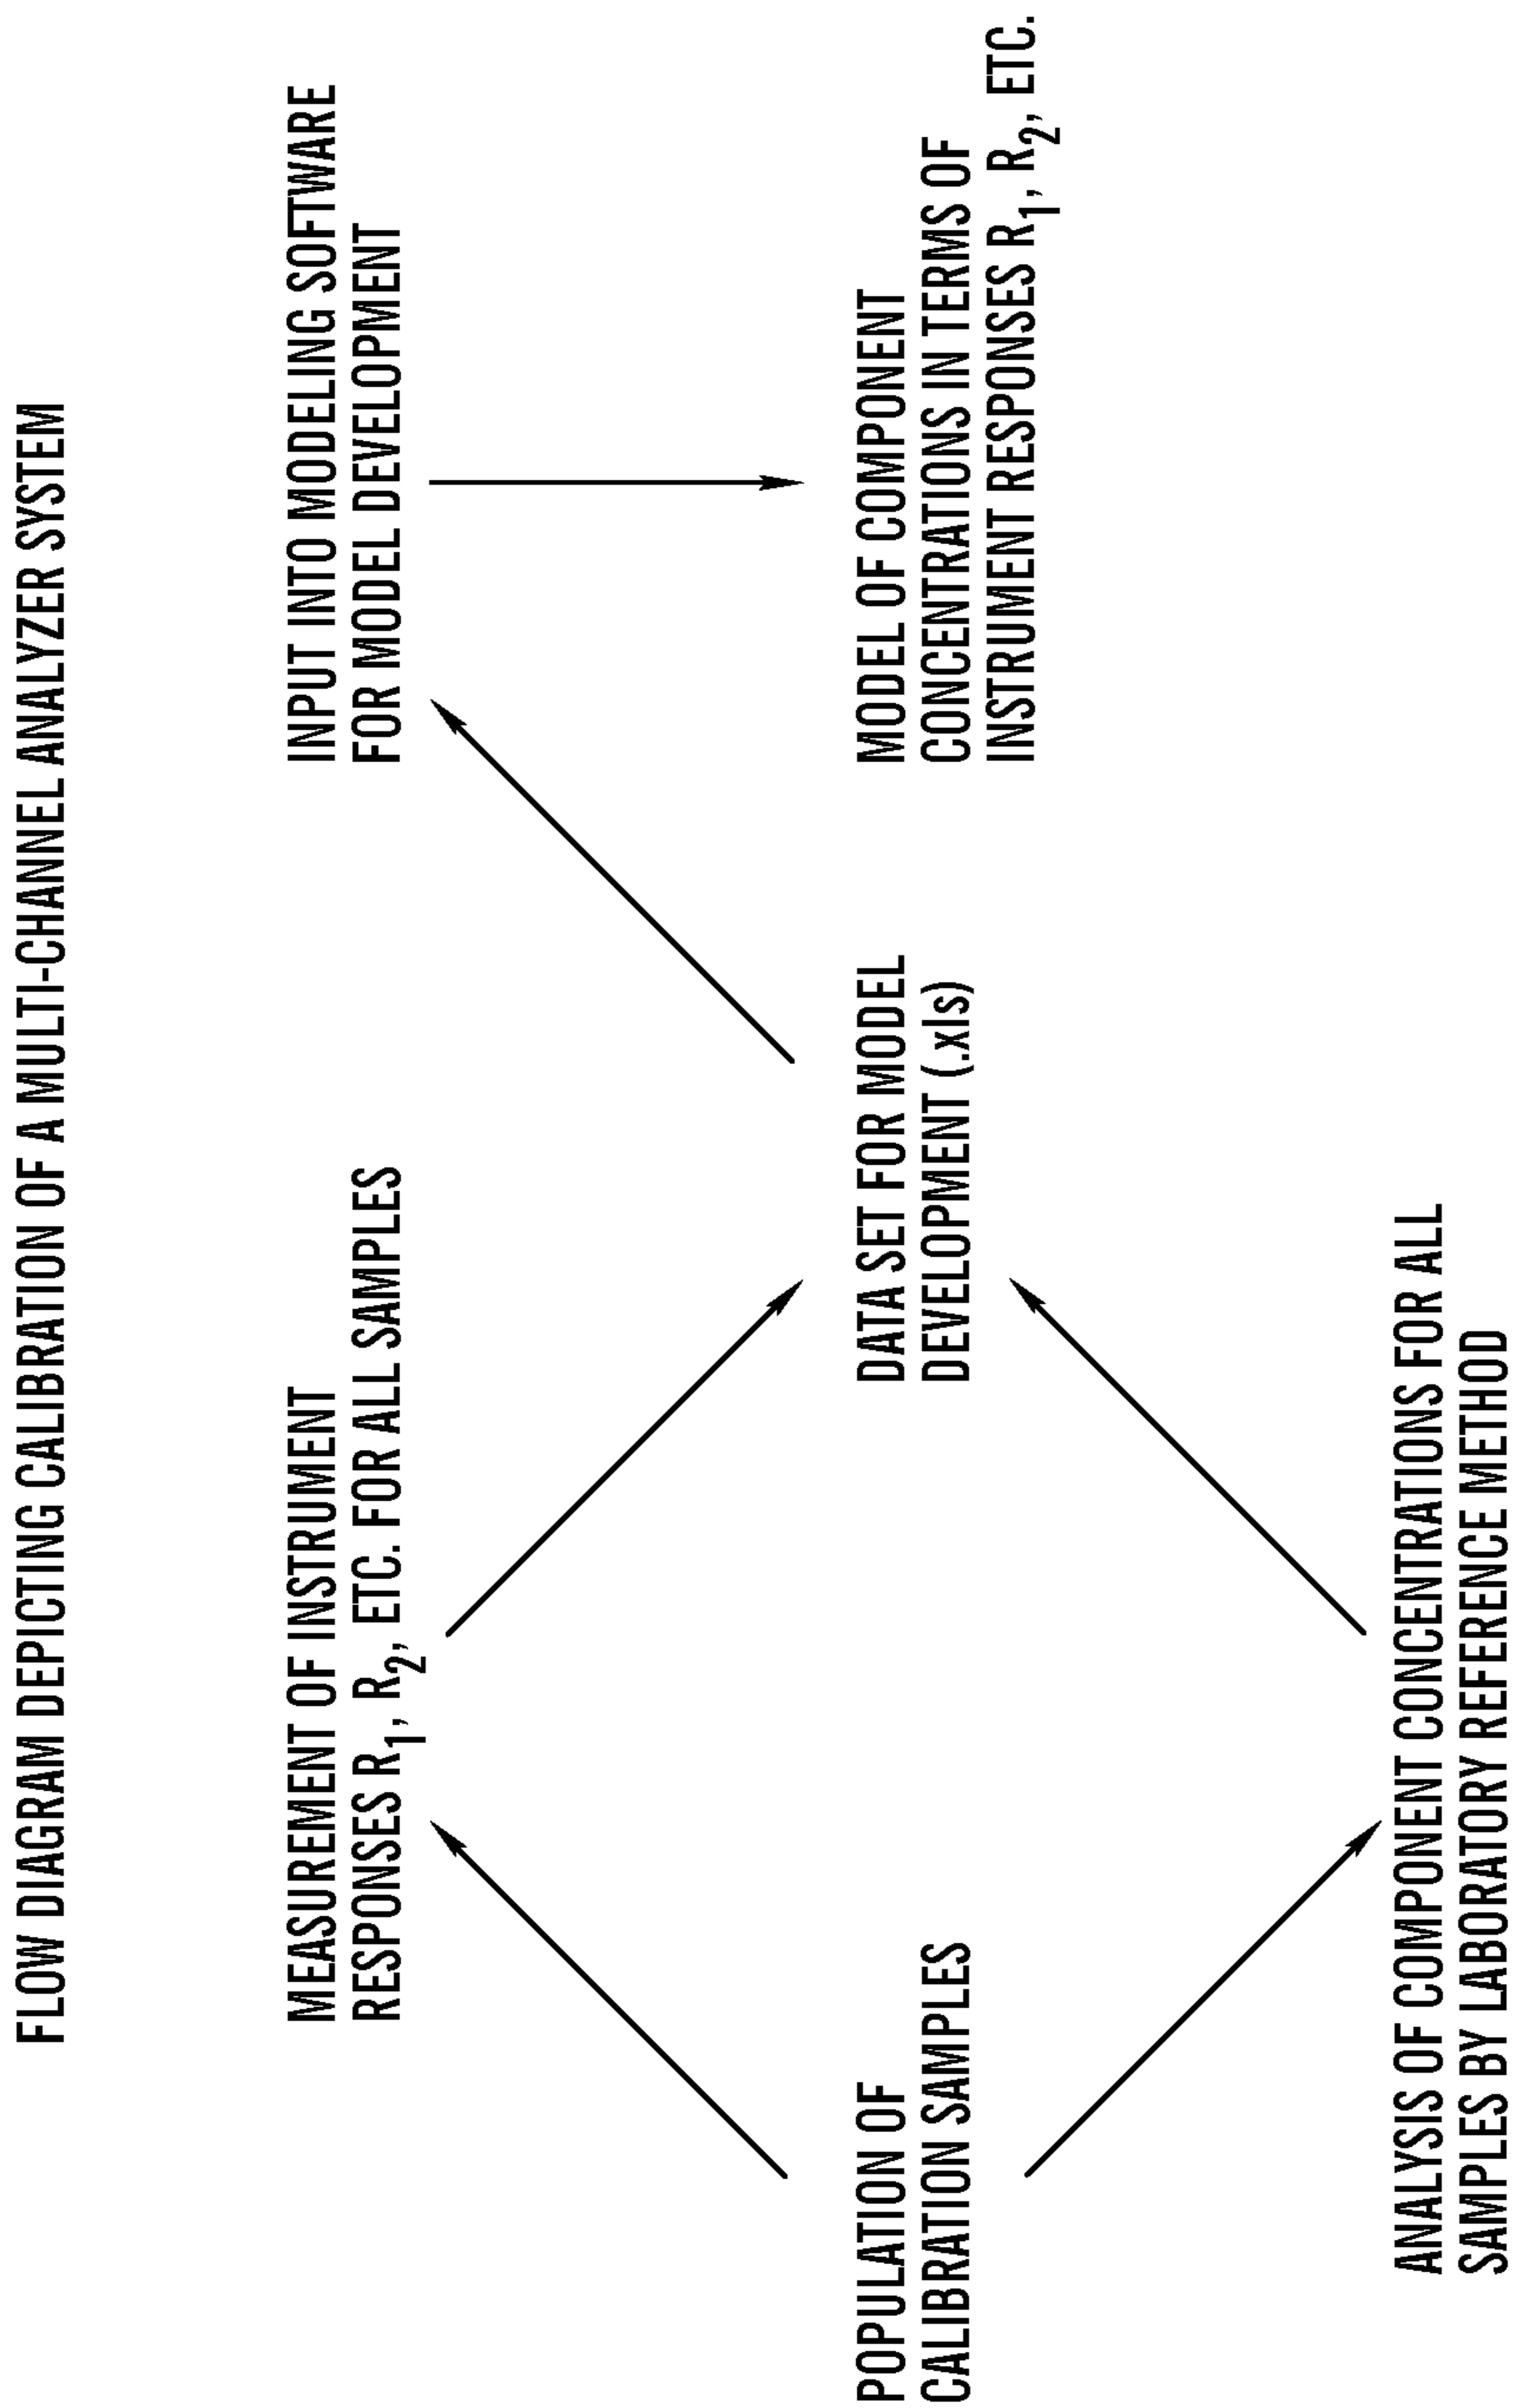 FLOW DIAGRAM DEPICTING CALIBRATION OF A MULTI-CHANNEL ANALYZER SYSTEM
MEASUREMENT OF INSTRUMENT
RESPONSES R₁, R₂, ETC. FOR ALL SAMPLES
INPUT INTO MODELING SOFTWARE
FOR MODEL DEVELOPMENT
POPULATION OF
CALIBRATION SAMPLES
DATA SET FOR MODEL
DEVELOPMENT (.xls)
MODEL OF COMPONENT
CONCENTRATIONS IN TERMS OF
INSTRUMENT RESPONSES R₁, R₂, ETC.
ANALYSIS OF COMPONENT CONCENTRATIONS FOR ALL
SAMPLES BY LABORATORY REFERENCE METHOD